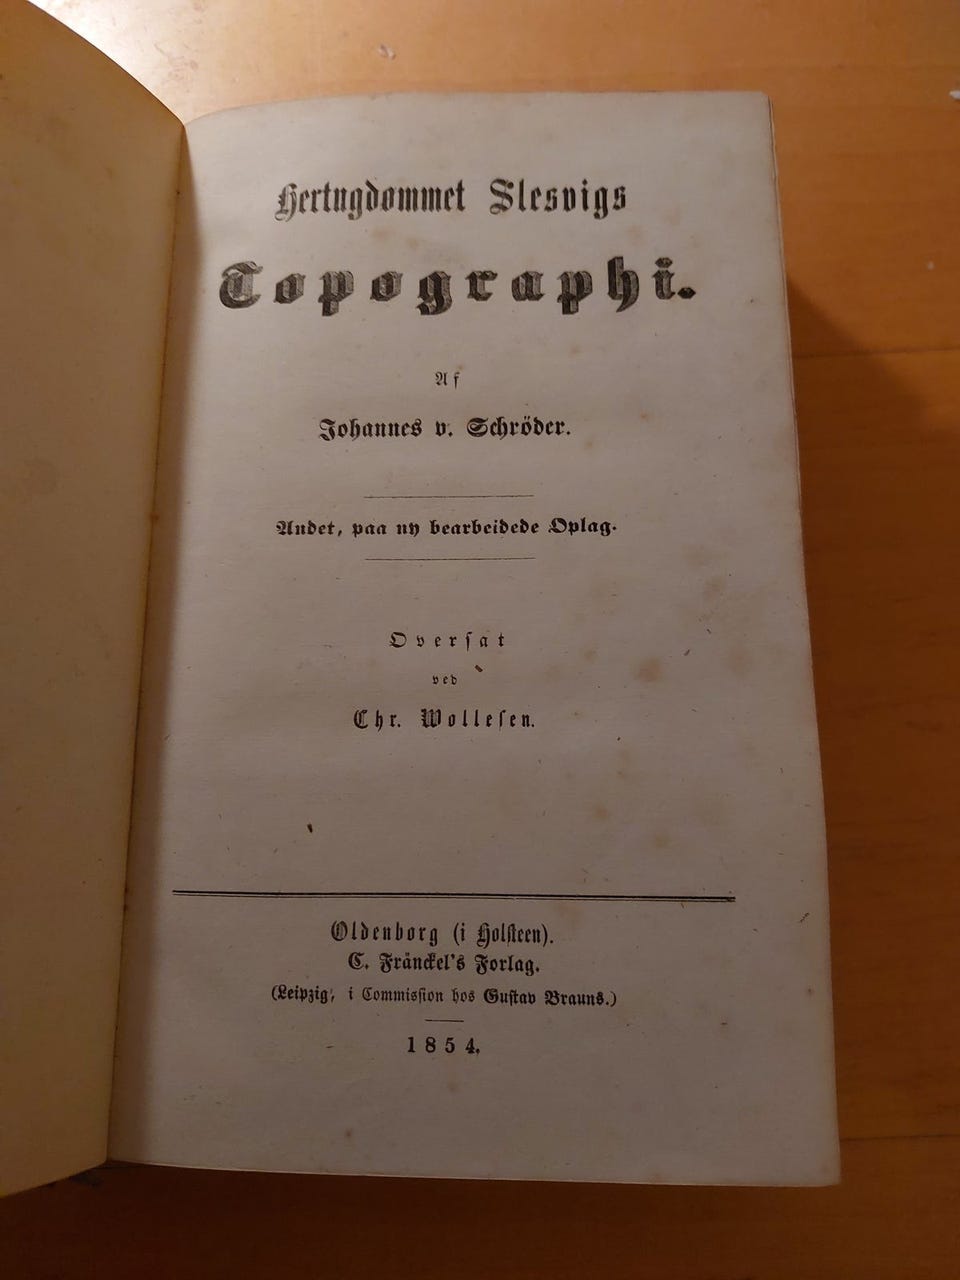 Hertugdømmet Slesvigs
Topographi.
Af
Johannes v. Schröder.
Andet, paa ny bearbeidede Oplag.
Oversat
ved
Chr. Wollesen.
Oldenborg (i Holsteen).
C. Fränckel's Forlag.
(Leipzig, i Commission hos Gustav Brauns.)
1854.